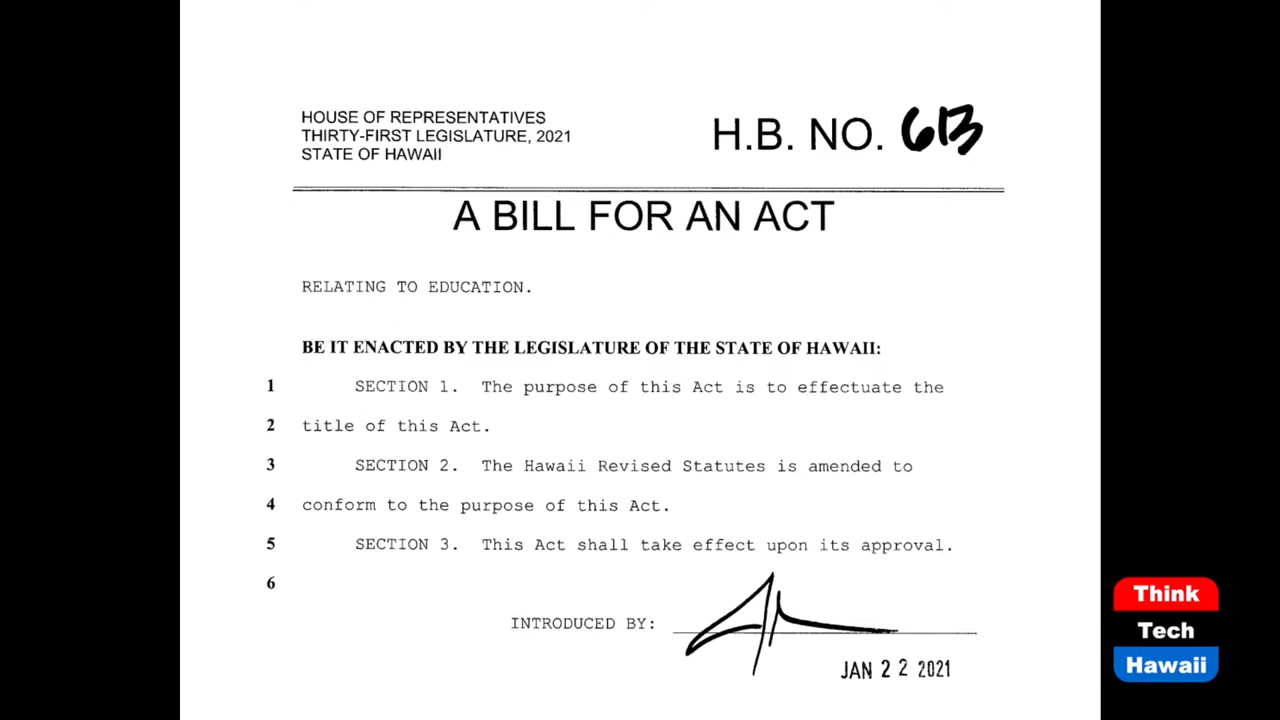 HOUSE OF REPRESENTATIVES
THIRTY-FIRST LEGISLATURE, 2021
STATE OF HAWAII
H.B. NO. 613
A BILL FOR AN ACT
RELATING TO EDUCATION.
BE IT ENACTED BY THE LEGISLATURE OF THE STATE OF HAWAII:
1 SECTION 1. The purpose of this Act is to effectuate the
2 title of this Act.
3 SECTION 2. The Hawaii Revised Statutes is amended to
4 conform to the purpose of this Act.
5 SECTION 3. This Act shall take effect upon its approval.
6
INTRODUCED BY:
JAN 22 2021
Think
Tech
Hawaii